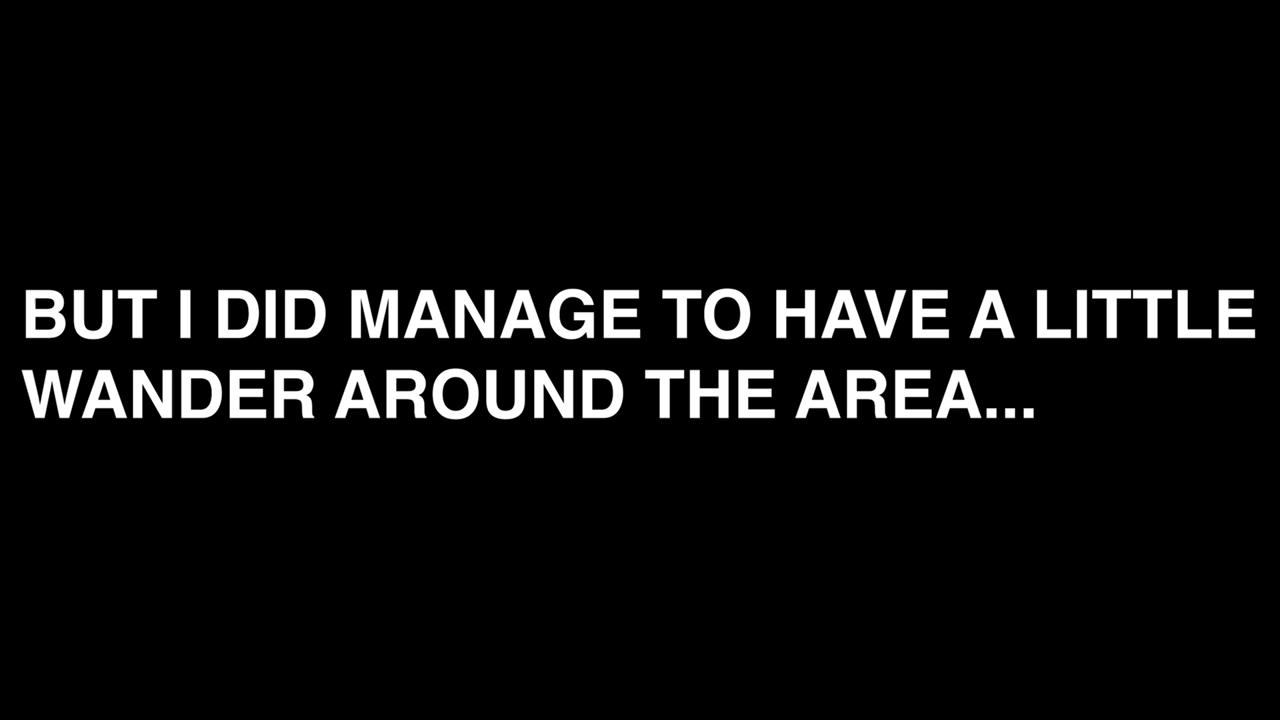 BUT I DID MANAGE TO HAVE A LITTLE
WANDER AROUND THE AREA...